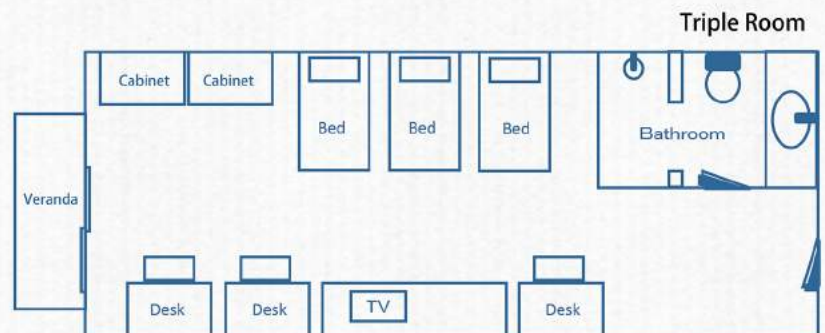 Triple Room
Cabinet Cabinet
Bed Bed Bed
Bathroom
Veranda
Desk Desk TV Desk